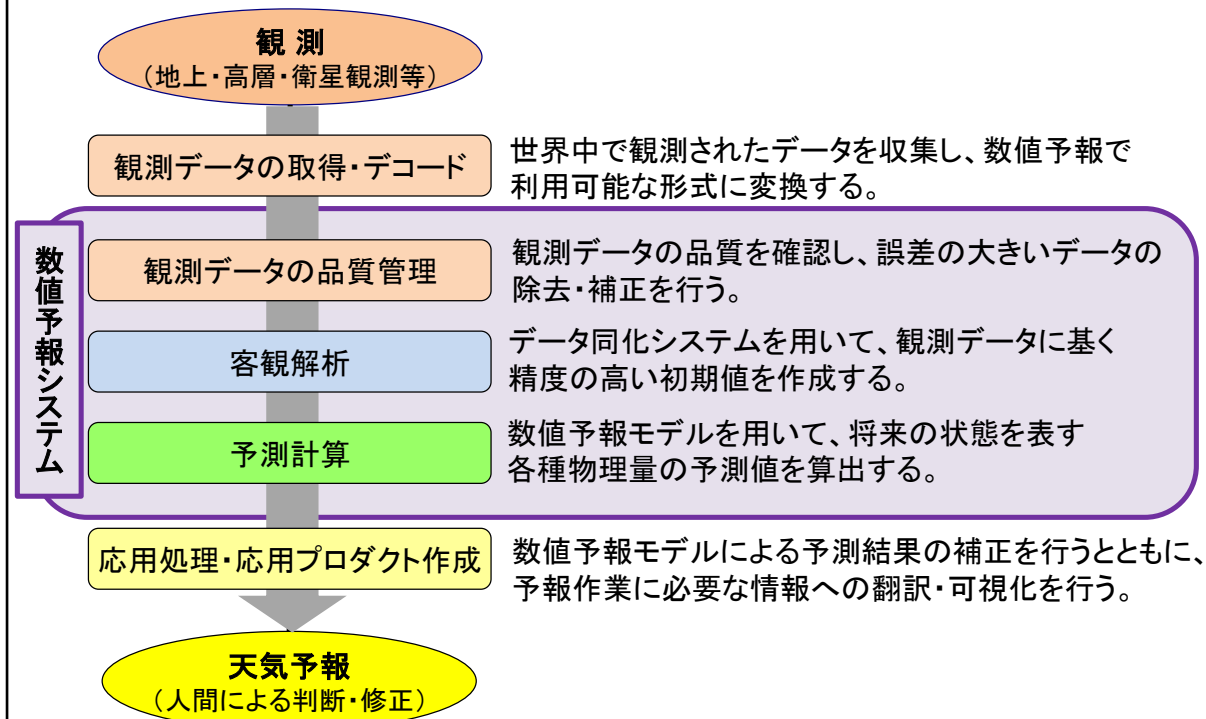 観 測
（地上・高層・衛星観測等）
観測データの取得・デコード
世界中で観測されたデータを収集し、数値予報で
利用可能な形式に変換する。
数値予報システム
観測データの品質管理
観測データの品質を確認し、誤差の大きいデータの
除去・補正を行う。
客観解析
データ同化システムを用いて、観測データに基く
精度の高い初期値を作成する。
予測計算
数値予報モデルを用いて、将来の状態を表す
各種物理量の予測値を算出する。
応用処理・応用プロダクト作成
数値予報モデルによる予測結果の補正を行うとともに、
予報作業に必要な情報への翻訳・可視化を行う。
天気予報
（人間による判断・修正）